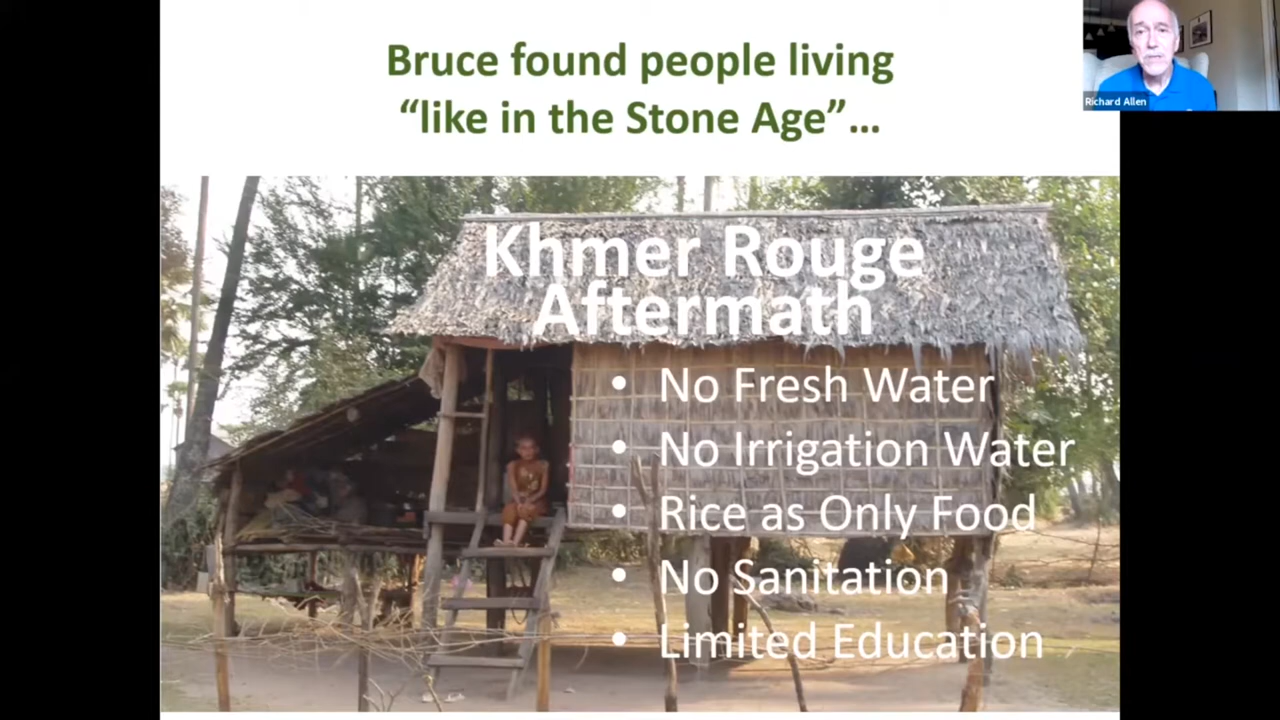 Bruce found people living
“like in the Stone Age”…
Richard Allen
Khmer Rouge
Aftermath
• No Fresh Water
• No Irrigation Water
• Rice as Only Food
• No Sanitation
• Limited Education